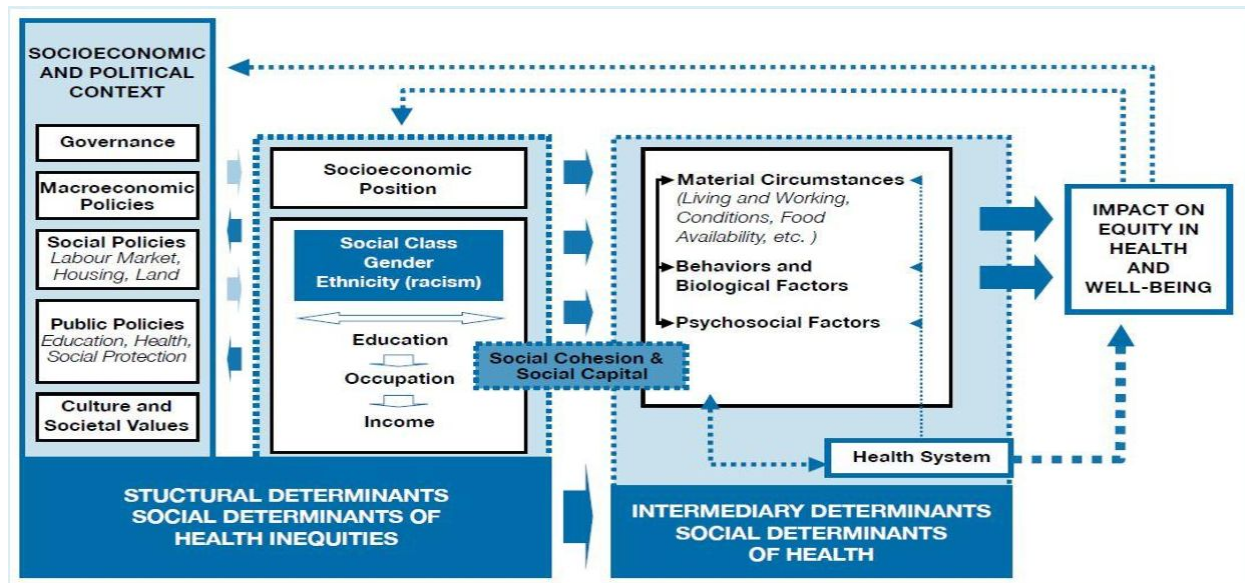 SOCIOECONOMIC
AND POLITICAL
CONTEXT
Governance
Macroeconomic
Policies
Social Policies
Labour Market,
Housing, Land
Public Policies
Education, Health,
Social Protection
Culture and
Societal Values
Socioeconomic
Position
Social Class
Gender
Ethnicity (racism)
Education
Occupation
Income
Social Cohesion &
Social Capital
Material Circumstances
(Living and Working,
Conditions, Food
Availability, etc. )
Behaviors and
Biological Factors
Psychosocial Factors
Health System
IMPACT ON
EQUITY IN
HEALTH
AND
WELL-BEING
STUCTURAL DETERMINANTS
SOCIAL DETERMINANTS OF
HEALTH INEQUITIES
INTERMEDIARY DETERMINANTS
SOCIAL DETERMINANTS
OF HEALTH